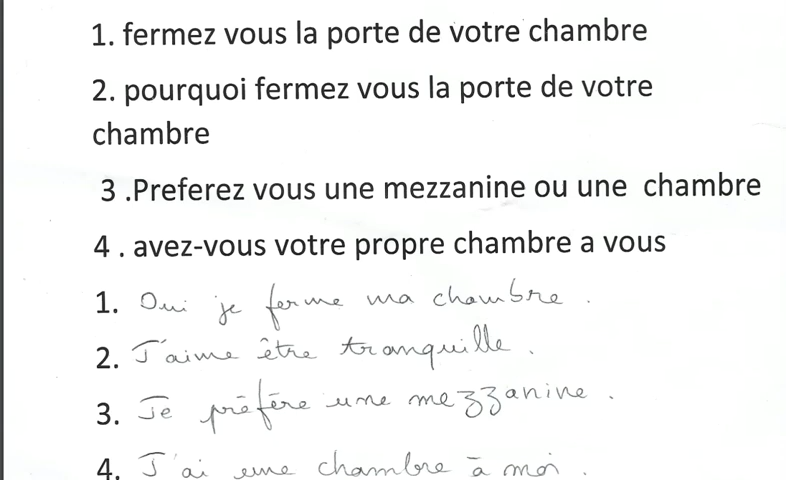 1. fermez vous la porte de votre chambre
2. pourquoi fermez vous la porte de votre
chambre
3 .Preferez vous une mezzanine ou une  chambre
4 . avez-vous votre propre chambre a vous
1. Oui je ferme ma chambre .
2. J'aime être tranquille .
3. Je préfère une mezzanine .
4. J'ai une chambre à moi .